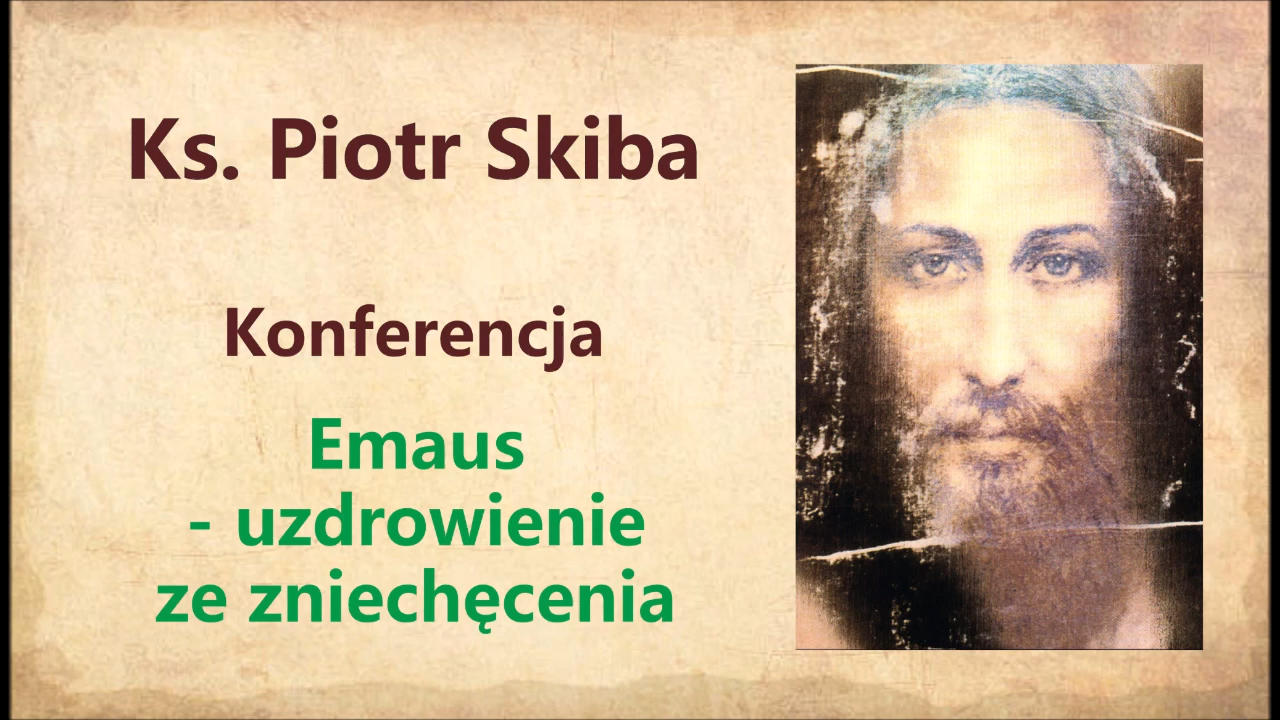 Ks. Piotr Skiba
Konferencja
Emaus
- uzdrowienie
ze zniechęcenia